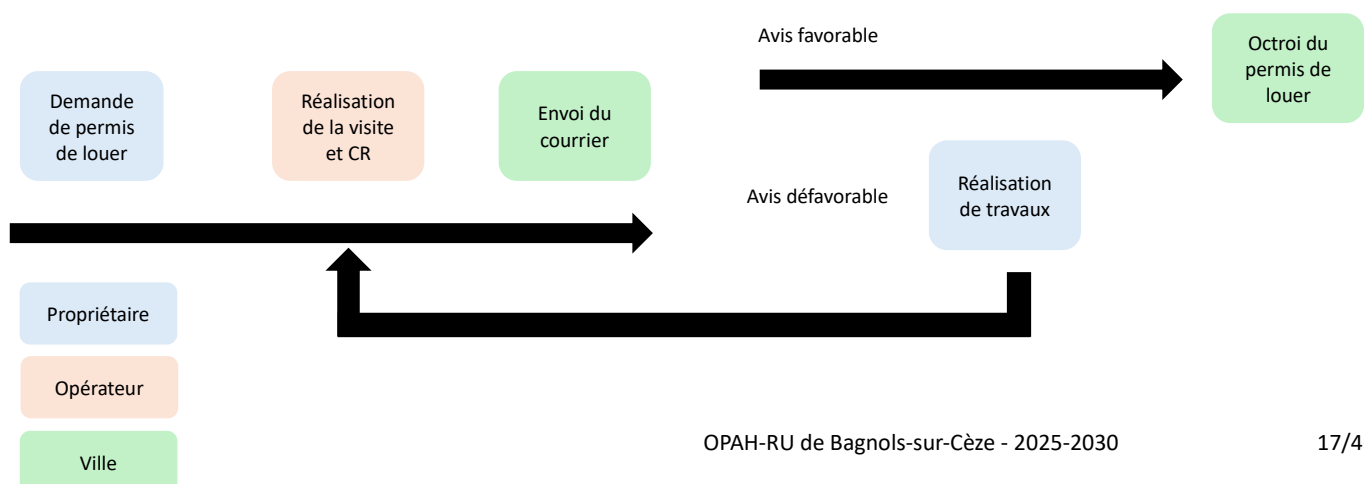 Avis favorable
Octroi du
permis de
louer
Demande
de permis
de louer
Réalisation
de la visite
et CR
Envoi du
courrier
Avis défavorable
Réalisation
de travaux
Propriétaire
Opérateur
Ville
OPAH-RU de Bagnols-sur-Cèze - 2025-2030
17/4